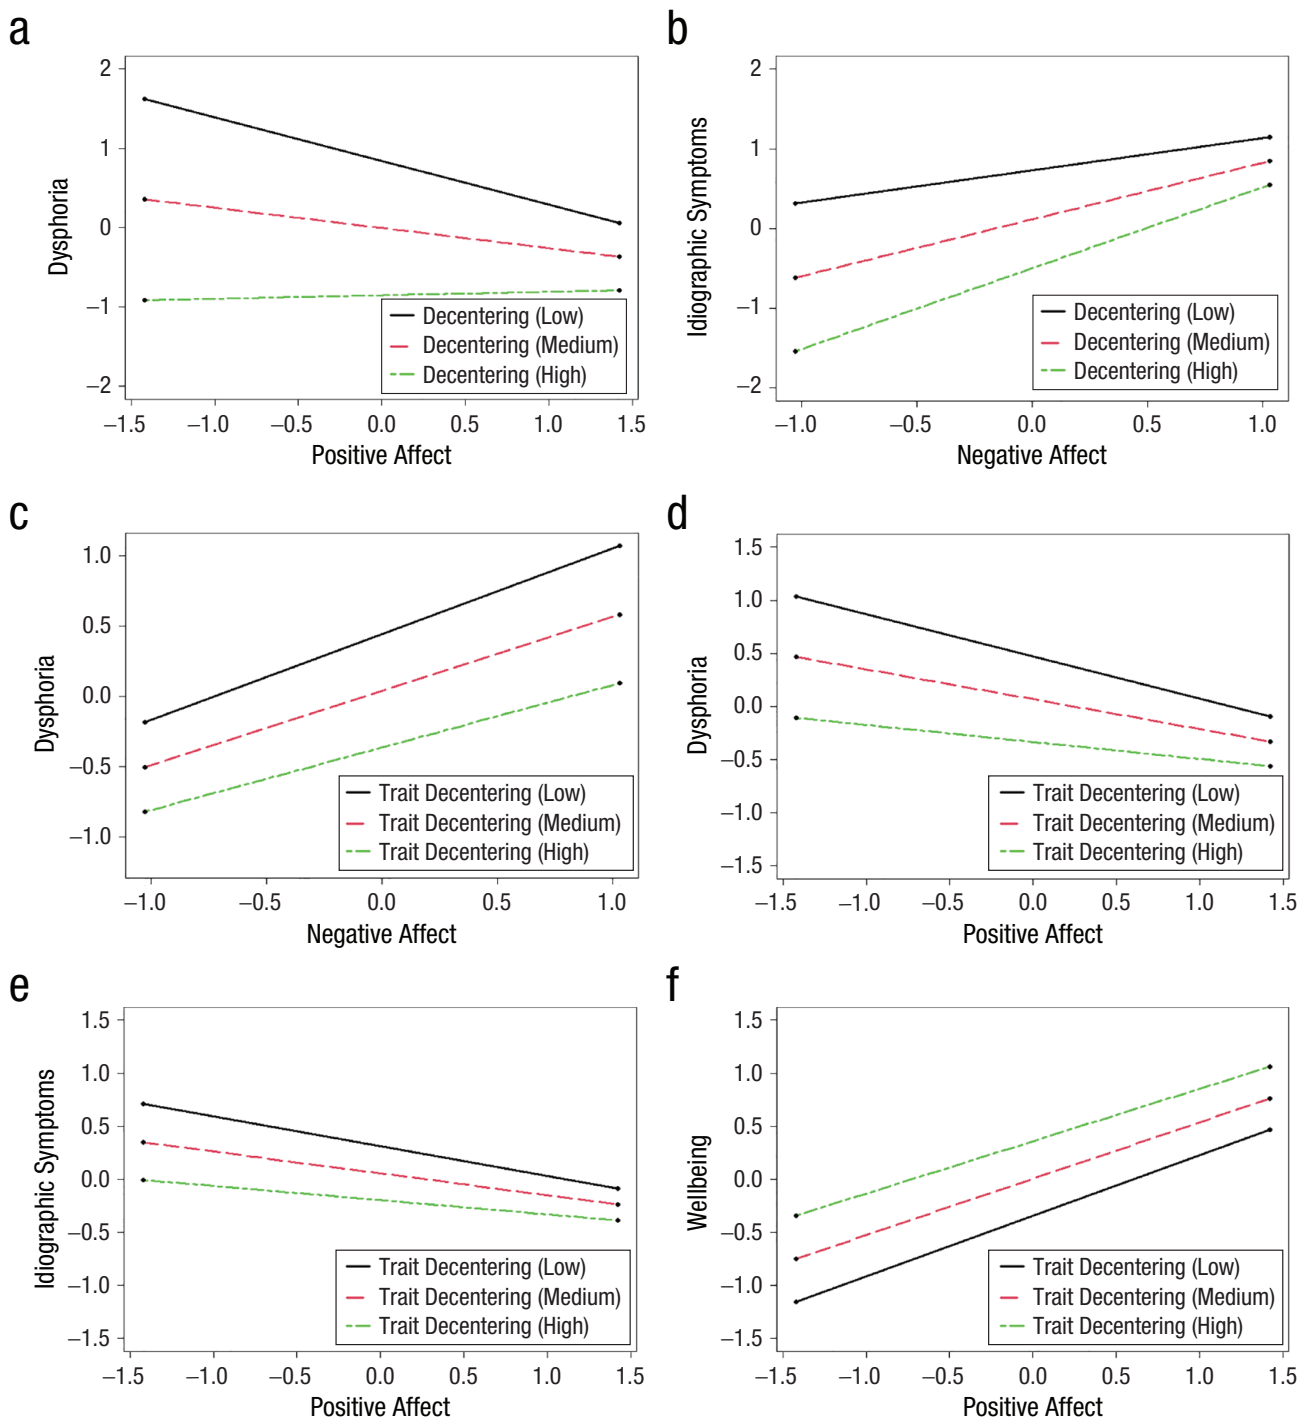 a
2
1
0
−1
−2
Dysphoria
Decentering (Low)
Decentering (Medium)
Decentering (High)
−1.5 −1.0 −0.5 0.0 0.5 1.0 1.5
Positive Affect
b
2
1
0
−1
−2
Idiographic Symptoms
Decentering (Low)
Decentering (Medium)
Decentering (High)
−1.0 −0.5 0.0 0.5 1.0
Negative Affect
c
1.0
0.5
0.0
−0.5
−1.0
Dysphoria
Trait Decentering (Low)
Trait Decentering (Medium)
Trait Decentering (High)
−1.0 −0.5 0.0 0.5 1.0
Negative Affect
d
1.5
1.0
0.5
0.0
−0.5
−1.0
−1.5
Dysphoria
Trait Decentering (Low)
Trait Decentering (Medium)
Trait Decentering (High)
−1.5 −1.0 −0.5 0.0 0.5 1.0 1.5
Positive Affect
e
1.5
1.0
0.5
0.0
−0.5
−1.0
−1.5
Idiographic Symptoms
Trait Decentering (Low)
Trait Decentering (Medium)
Trait Decentering (High)
−1.5 −1.0 −0.5 0.0 0.5 1.0 1.5
Positive Affect
f
1.5
1.0
0.5
0.0
−0.5
−1.0
−1.5
Wellbeing
Trait Decentering (Low)
Trait Decentering (Medium)
Trait Decentering (High)
−1.5 −1.0 −0.5 0.0 0.5 1.0 1.5
Positive Affect